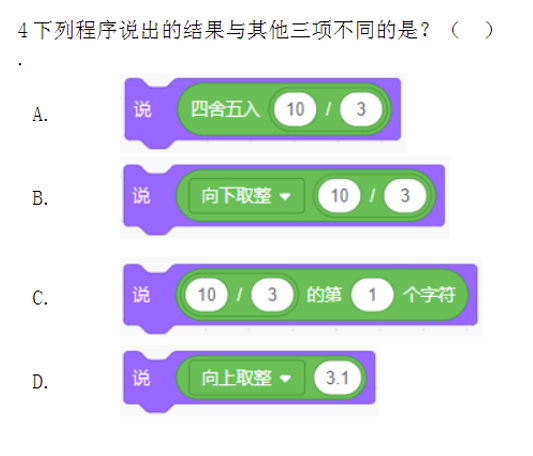 4下列程序说出的结果与其他三项不同的是?( )
.
A. 说 四舍五入 10 / 3
B. 说 向下取整 10 / 3
C. 说 10 / 3 的第 1 个字符
D. 说 向上取整 3.1